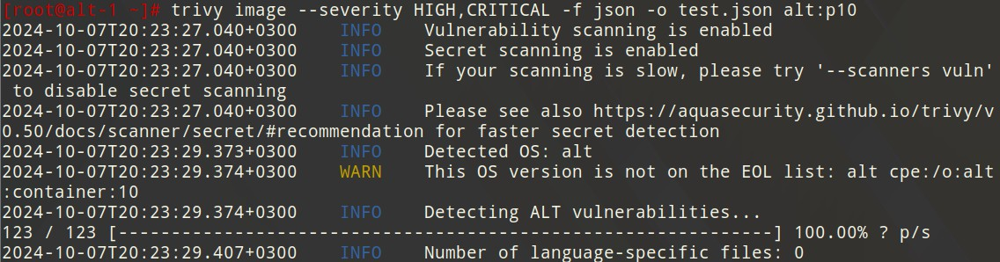 [root@alt-1 ~]# trivy image --severity HIGH,CRITICAL -f json -o test.json alt:p10
2024-10-07T20:23:27.040+0300    INFO    Vulnerability scanning is enabled
2024-10-07T20:23:27.040+0300    INFO    Secret scanning is enabled
2024-10-07T20:23:27.040+0300    INFO    If your scanning is slow, please try '--scanners vuln'
 to disable secret scanning
2024-10-07T20:23:27.040+0300    INFO    Please see also https://aquasecurity.github.io/trivy/v
0.50/docs/scanner/secret/#recommendation for faster secret detection
2024-10-07T20:23:29.373+0300    INFO    Detected OS: alt
2024-10-07T20:23:29.374+0300    WARN    This OS version is not on the EOL list: alt cpe:/o:alt
:container:10
2024-10-07T20:23:29.374+0300    INFO    Detecting ALT vulnerabilities...
123 / 123 [---------------------------------------------------------------] 100.00% ? p/s
2024-10-07T20:23:29.407+0300    INFO    Number of language-specific files: 0